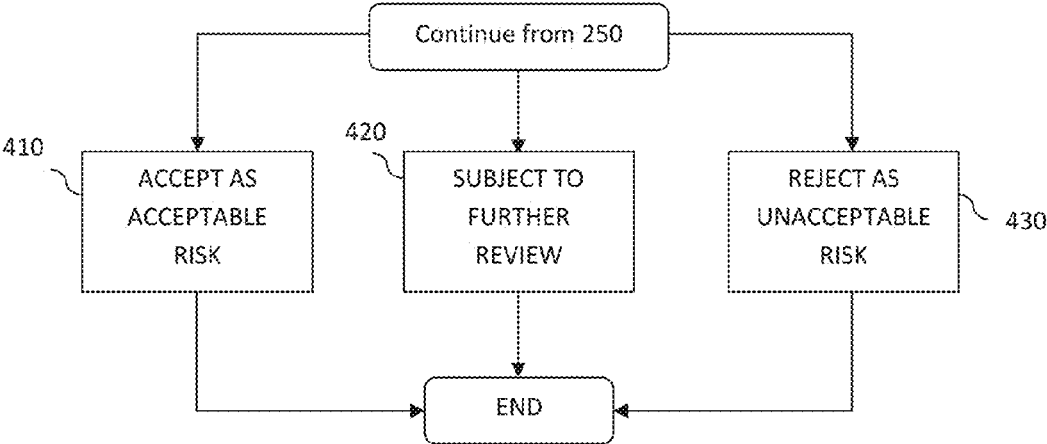 Continue from 250
410
ACCEPT AS
ACCEPTABLE
RISK
420
SUBJECT TO
FURTHER
REVIEW
REJECT AS
UNACCEPTABLE
RISK
430
END